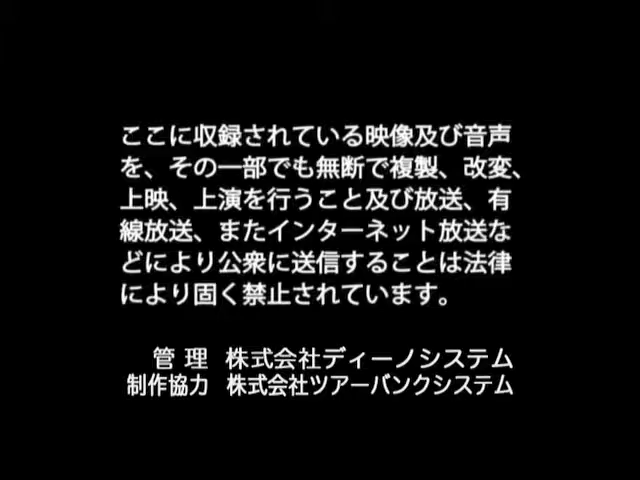 ここに収録されている映像及び音声
を、その一部でも無断で複製、改変、
上映、上演を行うこと及び放送、有
線放送、またインターネット放送な
どにより公衆に送信することは法律
により固く禁止されています。
管 理 株式会社ディーノシステム
制作協力 株式会社ツアーバンクシステム